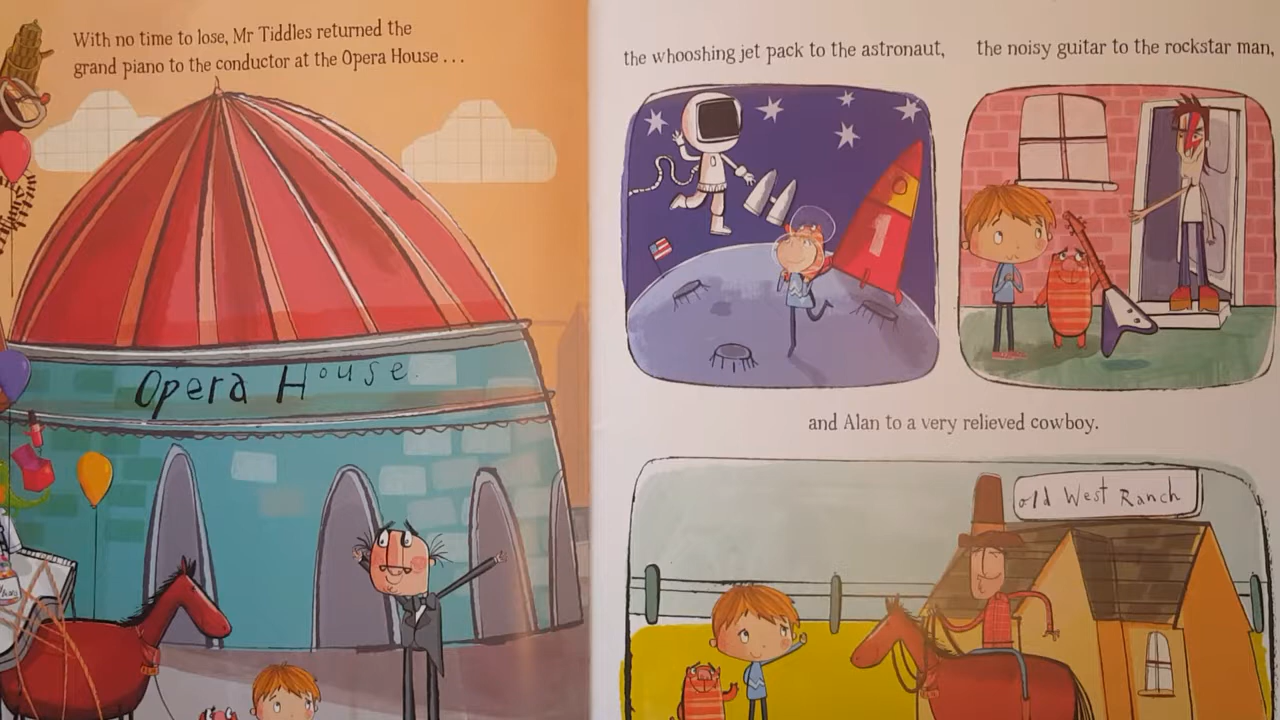 With no time to lose, Mr Tiddles returned the
grand piano to the conductor at the Opera House . . .
Opera House
the whooshing jet pack to the astronaut,
the noisy guitar to the rockstar man,
1
and Alan to a very relieved cowboy.
old West Ranch